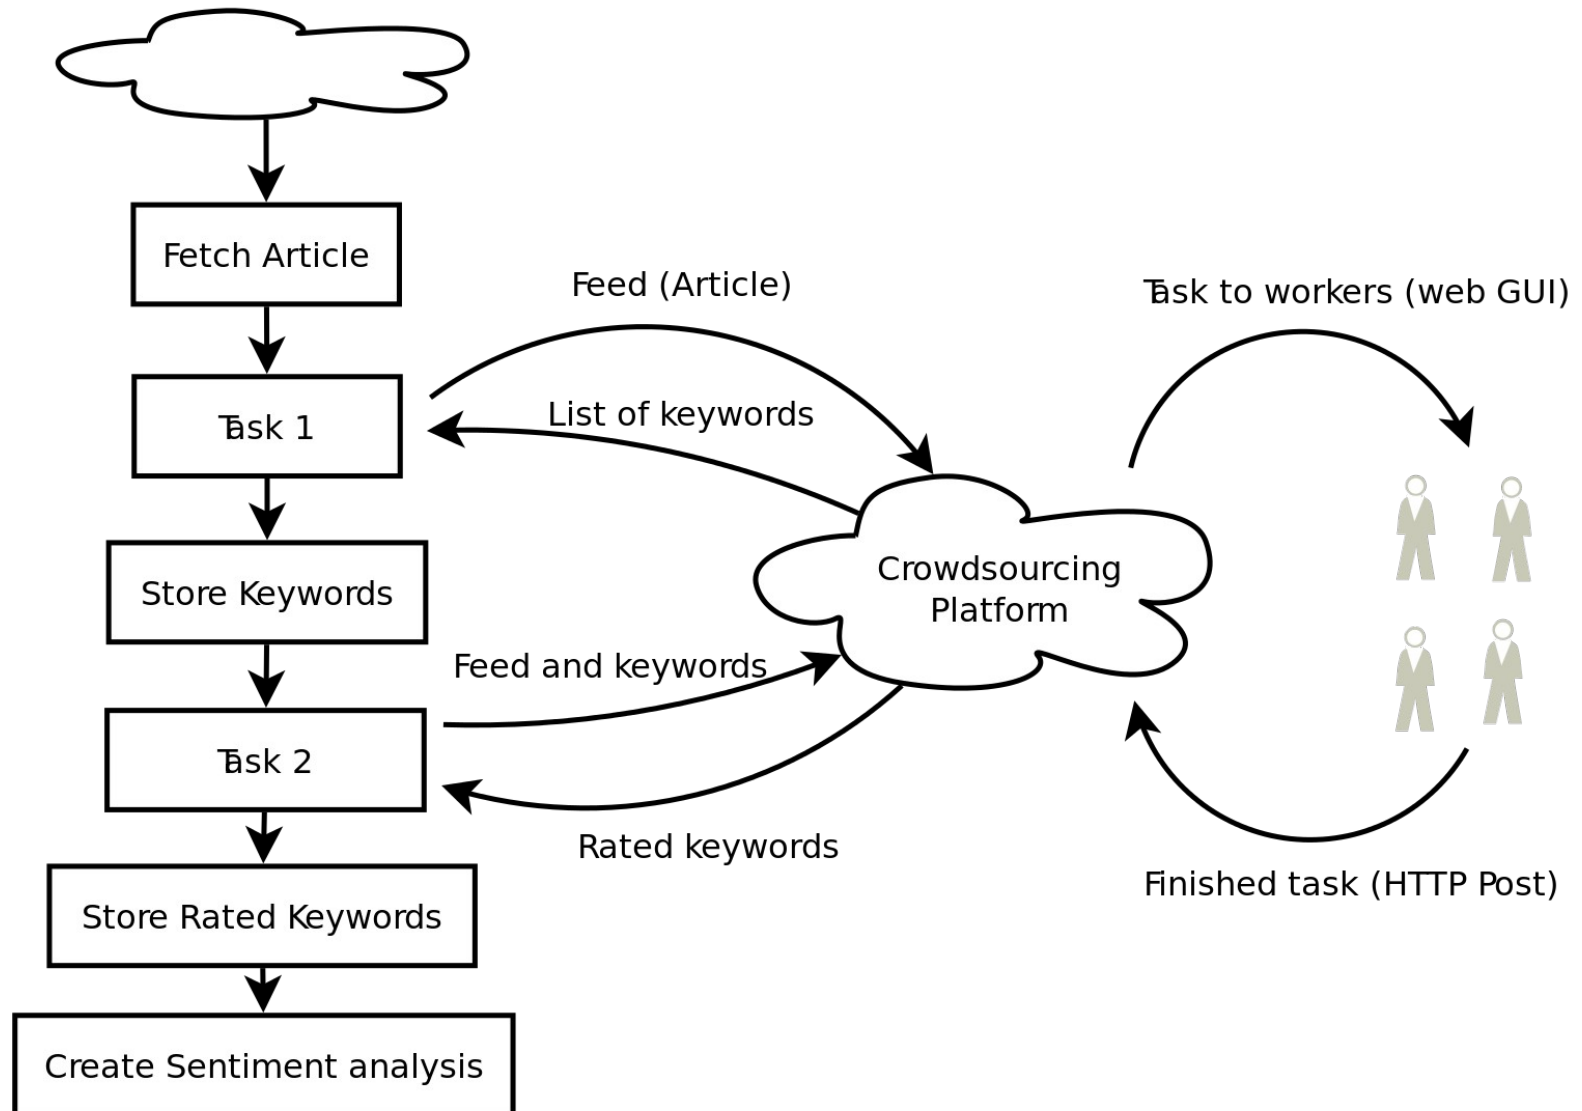 Fetch Article
Feed (Article)
Task to workers (web GUI)
Task 1
List of keywords
Crowdsourcing
Platform
Store Keywords
Feed and keywords
Task 2
Rated keywords
Finished task (HTTP Post)
Store Rated Keywords
Create Sentiment analysis